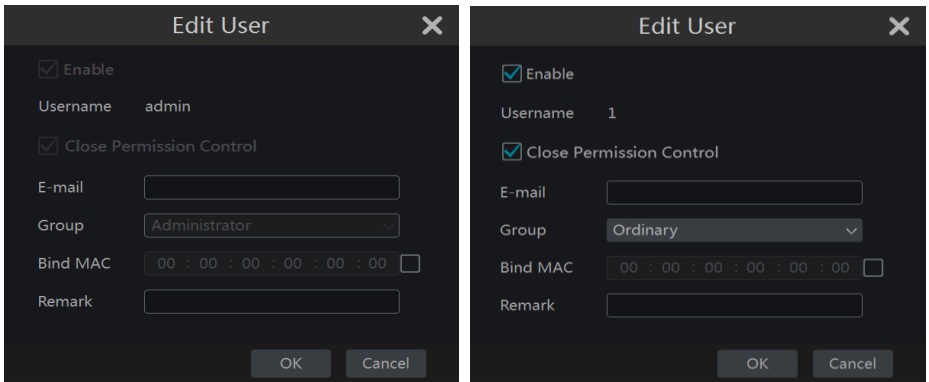 Edit User
Enable
Username admin
Close Permission Control
E-mail
Group Administrator
Bind MAC 00 : 00 : 00 : 00 : 00 : 00
Remark
OK Cancel
Edit User
Enable
Username 1
Close Permission Control
E-mail
Group Ordinary
Bind MAC 00 : 00 : 00 : 00 : 00 : 00
Remark
OK Cancel